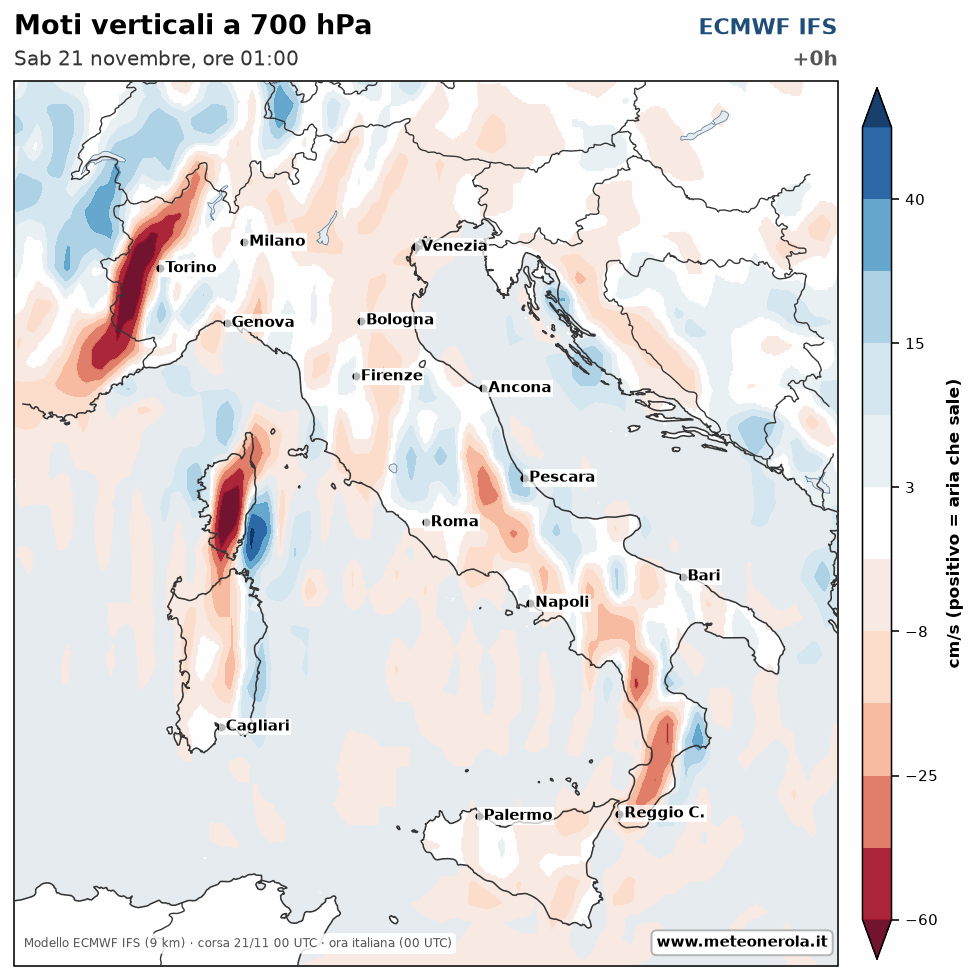 Moti verticali a 700 hPa
ECMWF IFS
Sab 21 novembre, ore 01:00
+0h
Milano
Venezia
Torino
Genova
Bologna
Firenze
Ancona
Pescara
Roma
Bari
Napoli
Cagliari
Palermo
Reggio C.
40
15
3
−8
−25
−60
cm/s (positivo = aria che sale)
Modello ECMWF IFS (9 km) · corsa 21/11 00 UTC · ora italiana (00 UTC)
www.meteonerola.it